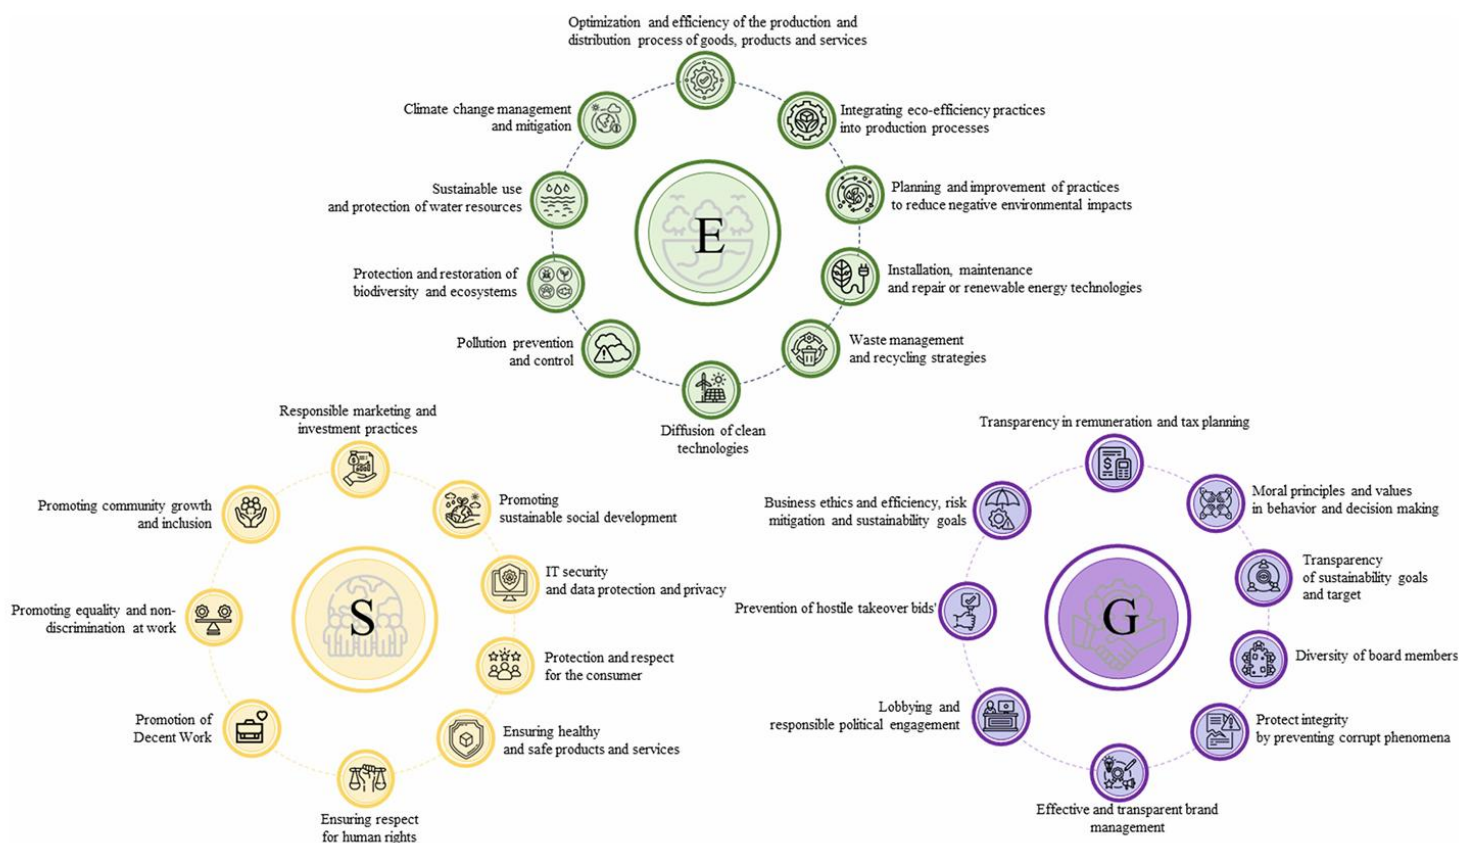 Optimization and efficiency of the production and
distribution process of goods, products and services
Climate change management
and mitigation
Integrating eco-efficiency practices
into production processes
Sustainable use
and protection of water resources
Planning and improvement of practices
to reduce negative environmental impacts
E
Protection and restoration of
biodiversity and ecosystems
Installation, maintenance
and repair or renewable energy technologies
Pollution prevention
and control
Waste management
and recycling strategies
Diffusion of clean
technologies
Responsible marketing and
investment practices
Promoting community growth
and inclusion
Promoting
sustainable social development
IT security
and data protection and privacy
Promoting equality and non-
discrimination at work
S
Protection and respect
for the consumer
Promotion of
Decent Work
Ensuring healthy
and safe products and services
Ensuring respect
for human rights
Transparency in remuneration and tax planning
Business ethics and efficiency, risk
mitigation and sustainability goals
Moral principles and values
in behavior and decision making
Transparency
of sustainability goals
and target
Prevention of hostile takeover bids'
G
Diversity of board members
Lobbying and
responsible political engagement
Protect integrity
by preventing corrupt phenomena
Effective and transparent brand
management